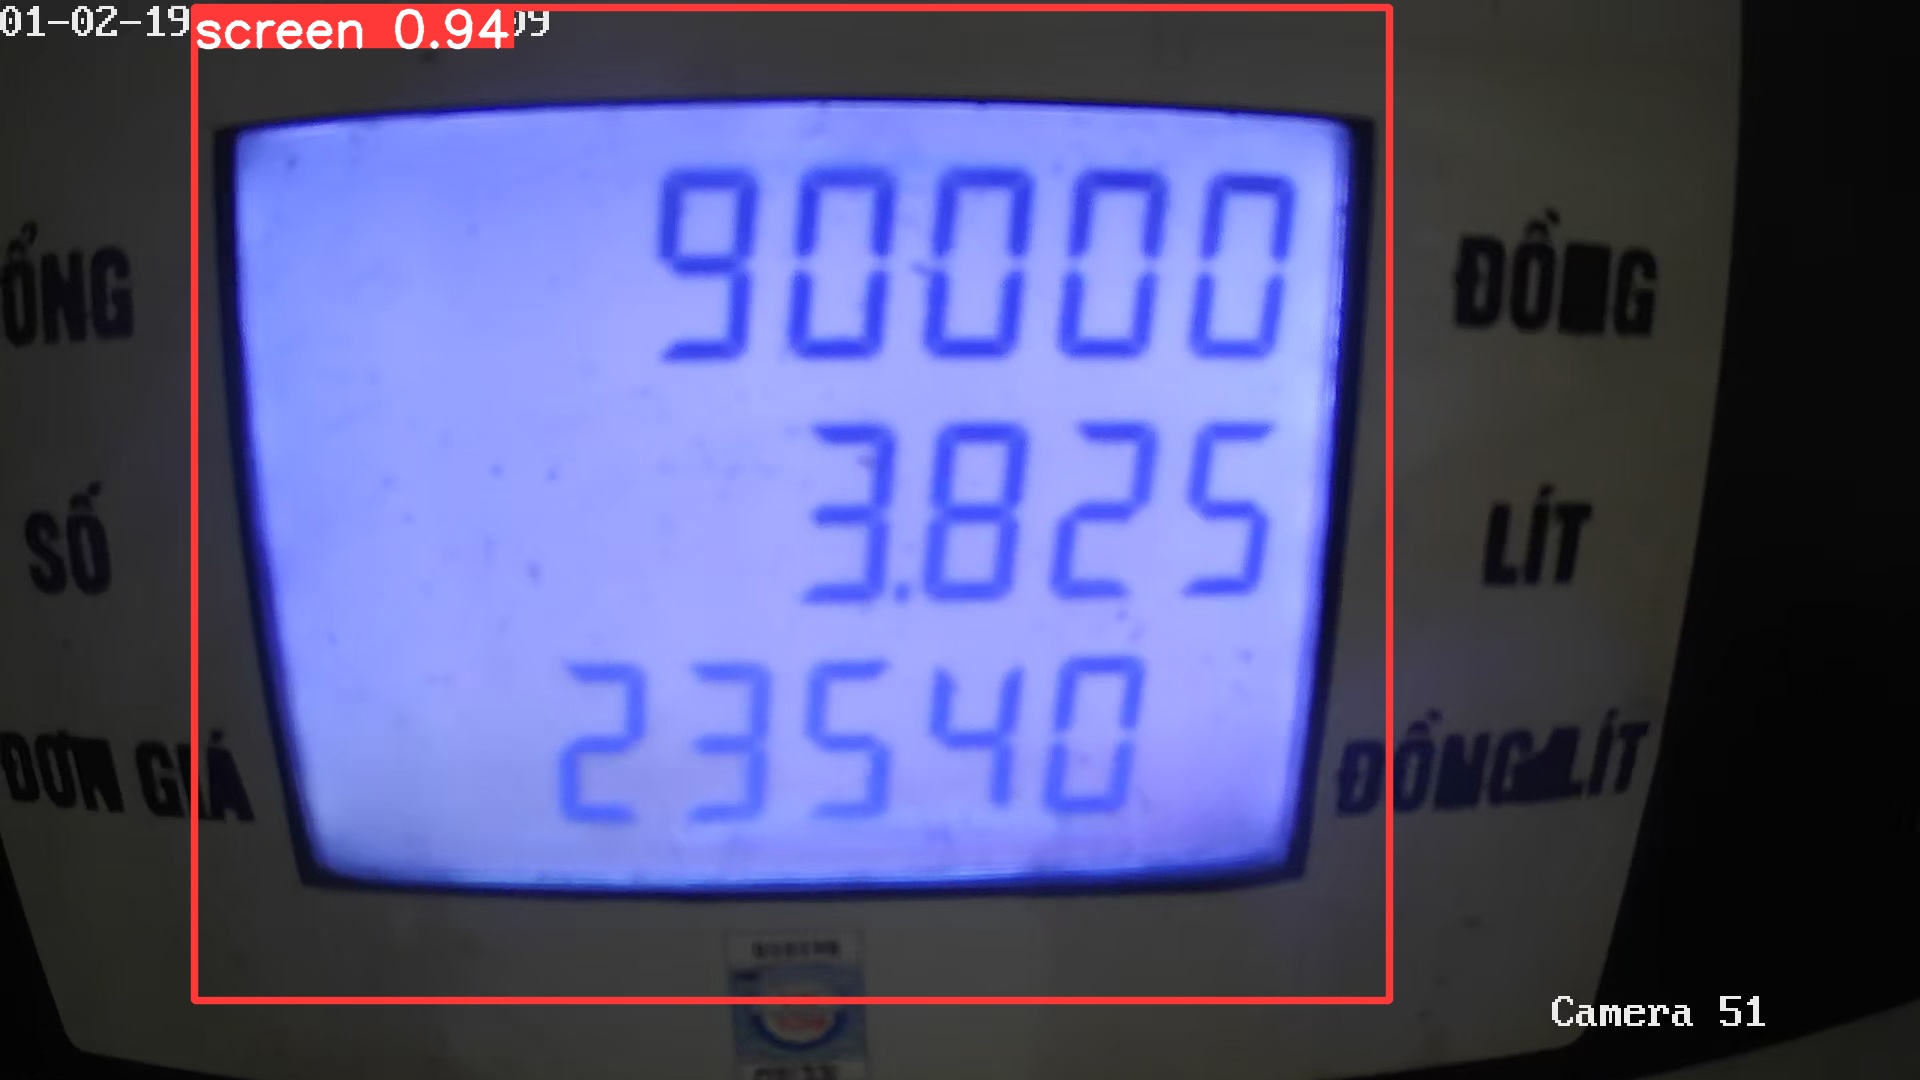 01-02-19
09
screen 0.94
90000
ĐỒNG
SỐ
3.825
LÍT
ĐƠN GIÁ
23540
ĐỒNG/LÍT
Camera 51